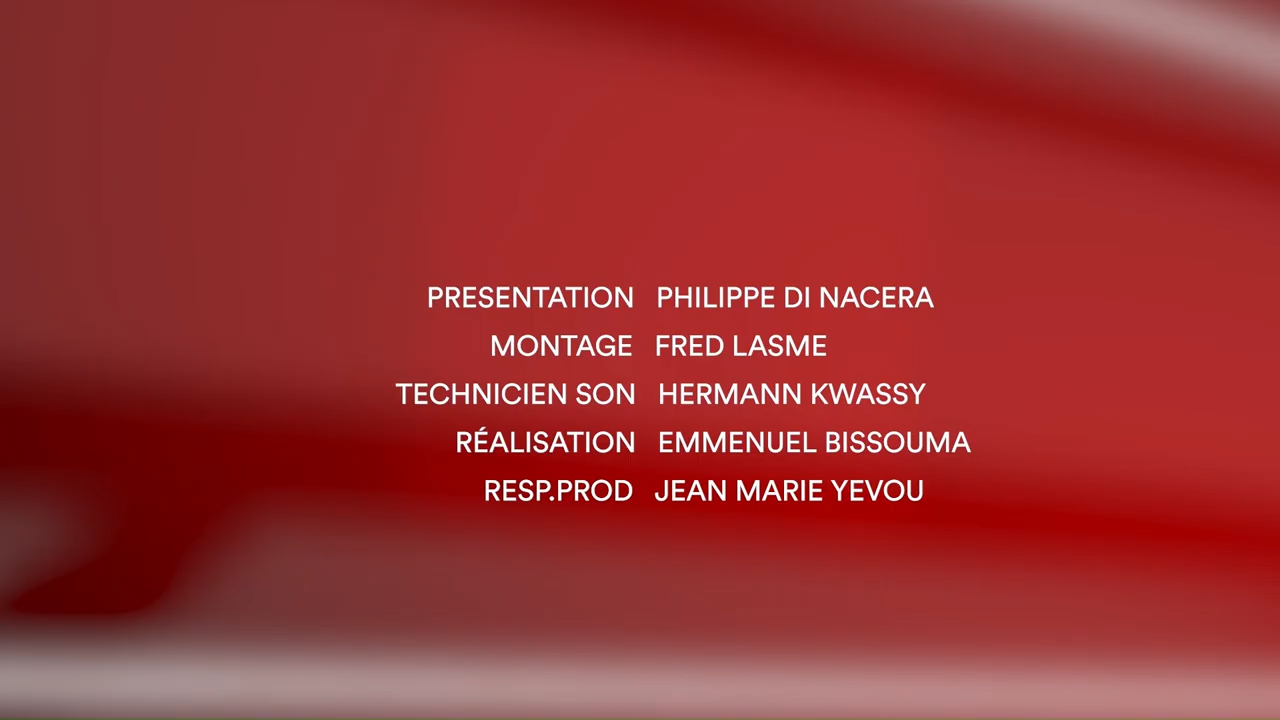 PRESENTATION PHILIPPE DI NACERA
MONTAGE FRED LASME
TECHNICIEN SON HERMANN KWASSY
RÉALISATION EMMENUEL BISSOUMA
RESP.PROD JEAN MARIE YEVOU